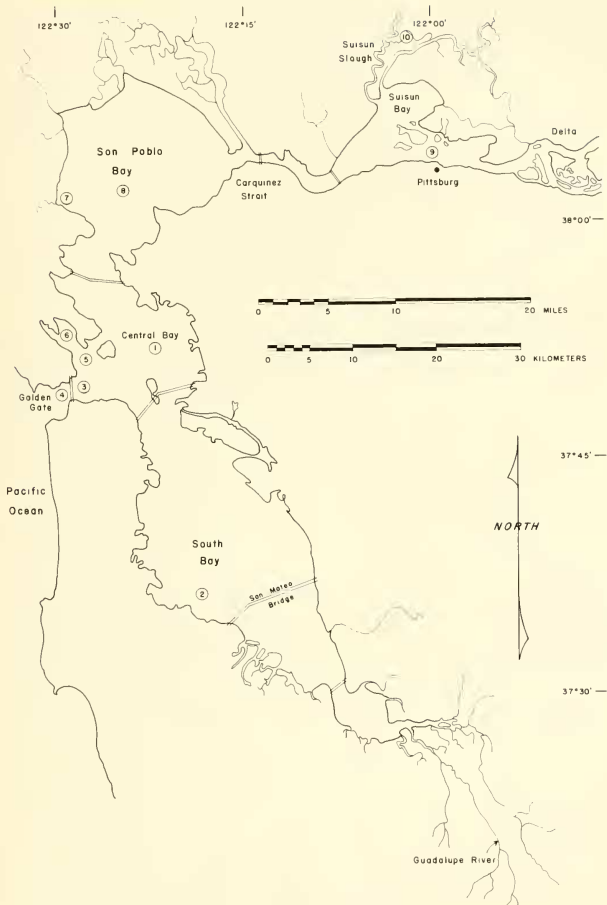 122°30'
122°15'
122°00'
10
Suisun
Slough
Suisun
Bay
Delta
9
Pittsburg
San Pablo
Bay
8
7
Carquinez
Strait
38°00'
0 5 10 20 MILES
0 5 10 20 30 KILOMETERS
6
Central Bay
1
5
3
4
Golden
Gate
37°45'
Pacific
Ocean
NORTH
South
Bay
2
San Mateo
Bridge
37°30'
Guadalupe River